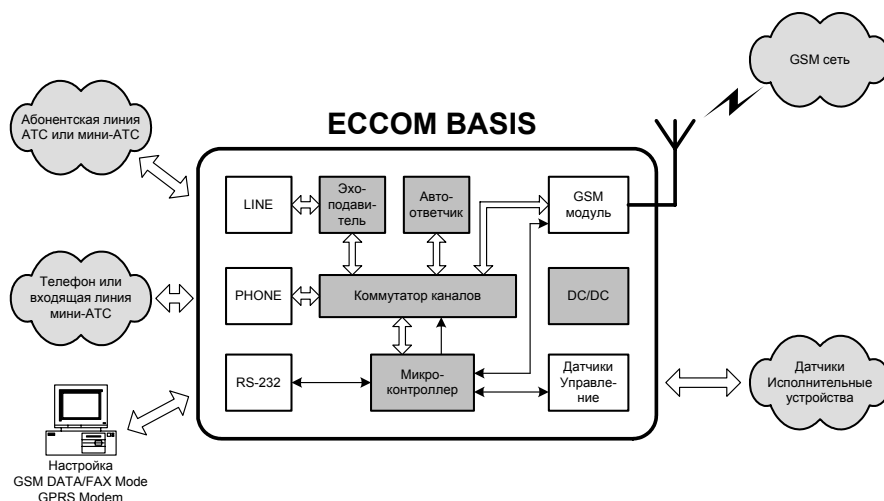 GSM сеть
Абонентская линия
АТС или мини-АТС
ECCOM BASIS
LINE
Эхо-
подави-
тель
Авто-
ответчик
GSM
модуль
Телефон или
входящая линия
мини-АТС
PHONE
Коммутатор каналов
DC/DC
RS-232
Микро-
контроллер
Датчики
Управле-
ние
Датчики
Исполнительные
устройства
Настройка
GSM DATA/FAX Mode
GPRS Modem